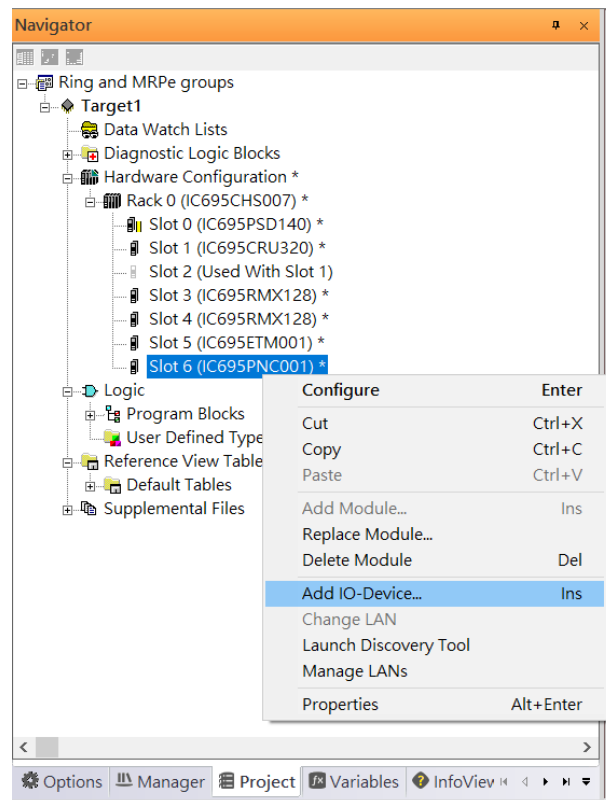 Navigator
Ring and MRPe groups
Target1
Data Watch Lists
Diagnostic Logic Blocks
Hardware Configuration *
Rack 0 (IC695CHS007) *
Slot 0 (IC695PSD140) *
Slot 1 (IC695CRU320) *
Slot 2 (Used With Slot 1)
Slot 3 (IC695RMX128) *
Slot 4 (IC695RMX128) *
Slot 5 (IC695ETM001) *
Slot 6 (IC695PNC001) *
Logic
Program Blocks
User Defined Type
Reference View Table
Default Tables
Supplemental Files
Configure Enter
Cut Ctrl+X
Copy Ctrl+C
Paste Ctrl+V
Add Module... Ins
Replace Module...
Delete Module Del
Add IO-Device... Ins
Change LAN
Launch Discovery Tool
Manage LANs
Properties Alt+Enter
Options Manager Project Variables InfoView